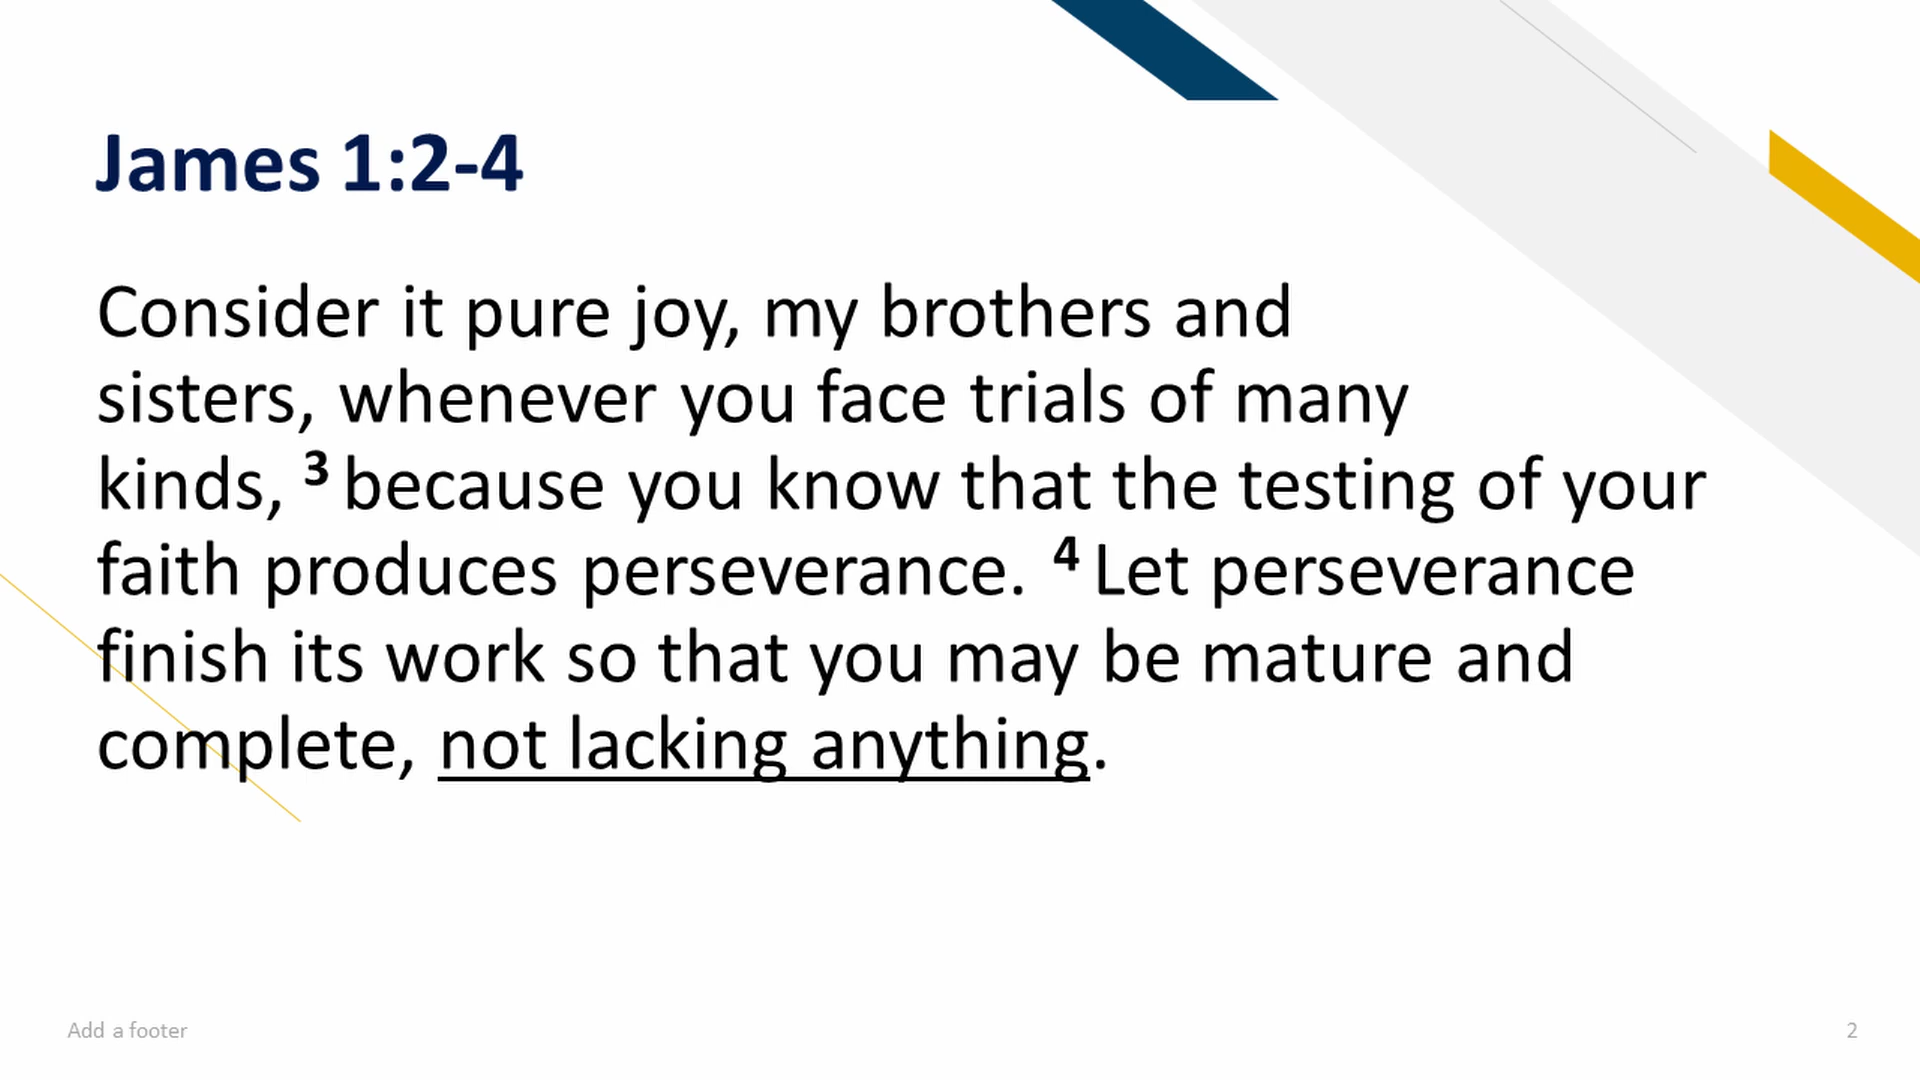 James 1:2-4
Consider it pure joy, my brothers and
sisters, whenever you face trials of many
kinds, ³ because you know that the testing of your
faith produces perseverance. ⁴ Let perseverance
finish its work so that you may be mature and
complete, not lacking anything.
Add a footer
2